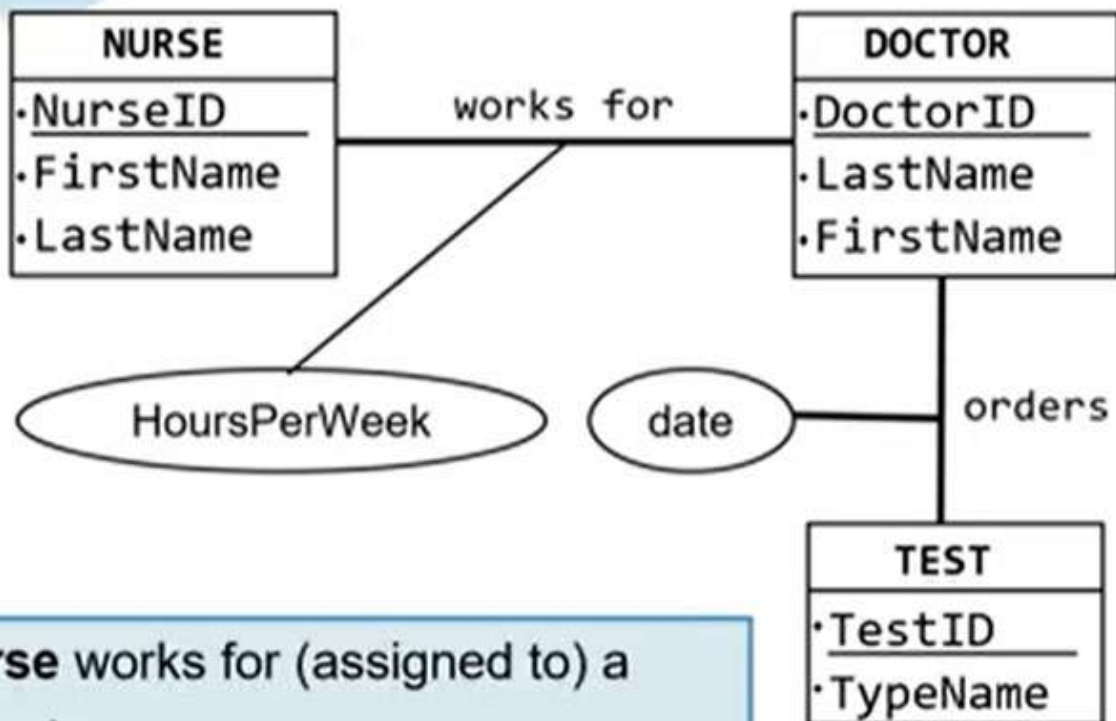 NURSE
·NurseID
·FirstName
·LastName
works for
DOCTOR
·DoctorID
·LastName
·FirstName
HoursPerWeek
date
orders
TEST
·TestID
·TypeName
works for (assigned to) a